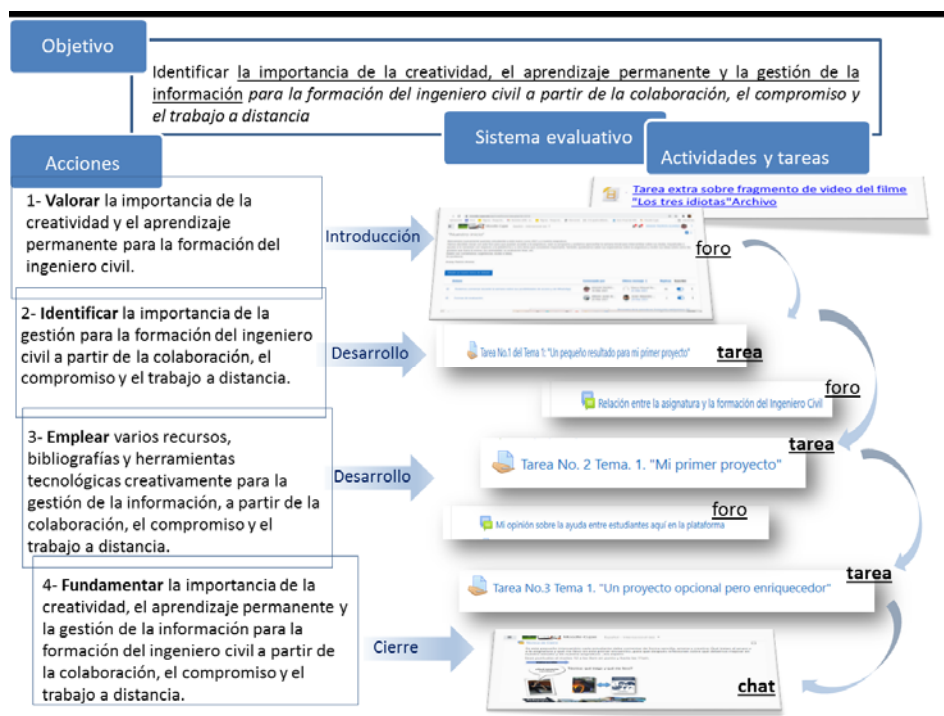 Objetivo
Identificar la importancia de la creatividad, el aprendizaje permanente y la gestión de la
información para la formación del ingeniero civil a partir de la colaboración, el compromiso y
el trabajo a distancia
Sistema evaluativo
Actividades y tareas
Acciones
Tarea extra sobre fragmento de video del filme
"Los tres idiotas"Archivo
1- Valorar la importancia de la
creatividad y el aprendizaje
permanente para la formación del
ingeniero civil.
Introducción
foro
2- Identificar la importancia de la
gestión para la formación del ingeniero
civil a partir de la colaboración, el
compromiso y el trabajo a distancia.
Desarrollo
Tarea No.1 del Tema 1: "Un pequeño resultado para mi primer proyecto"
tarea
foro
Relación entre la asignatura y la formación del Ingeniero Civil
3- Emplear varios recursos,
bibliografías y herramientas
tecnológicas creativamente para la
gestión de la información, a partir de la
colaboración, el compromiso y el
trabajo a distancia.
Desarrollo
tarea
Tarea No. 2 Tema. 1. "Mi primer proyecto"
foro
Mi opinión sobre la ayuda entre estudiantes aquí en la plataforma
4- Fundamentar la importancia de la
creatividad, el aprendizaje permanente y
la gestión de la información para la
formación del ingeniero civil a partir de
la colaboración, el compromiso y el
trabajo a distancia.
tarea
Tarea No.3 Tema 1. "Un proyecto opcional pero enriquecedor"
Cierre
chat